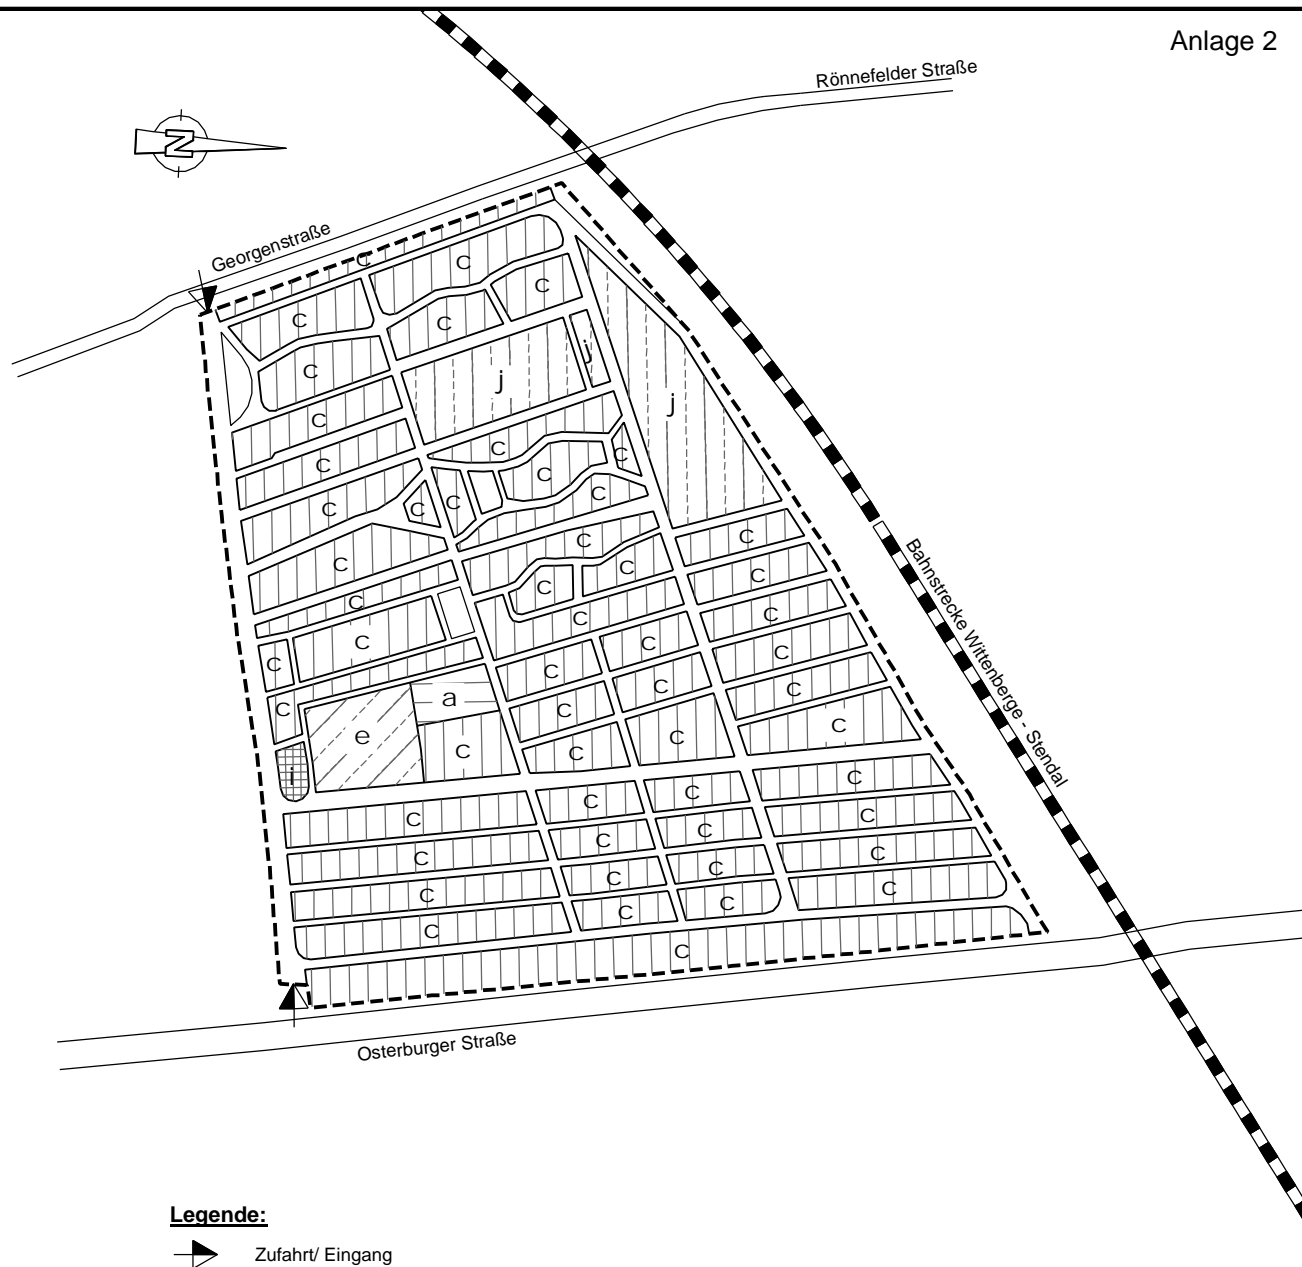 Anlage 2
Rönnefelder Straße
N
Georgenstraße
c
c c
c c
c j
c j j
c
c c c
c c
c c c c
c c c
c c c
c c
c c c
c c c c
a c c
c e c c c
c c
i c
c c c
c c c
c c c
c c c
c c c
c c
c
Bahnstrecke Wittenberge - Stendal
Osterburger Straße
Legende:
Zufahrt/ Eingang